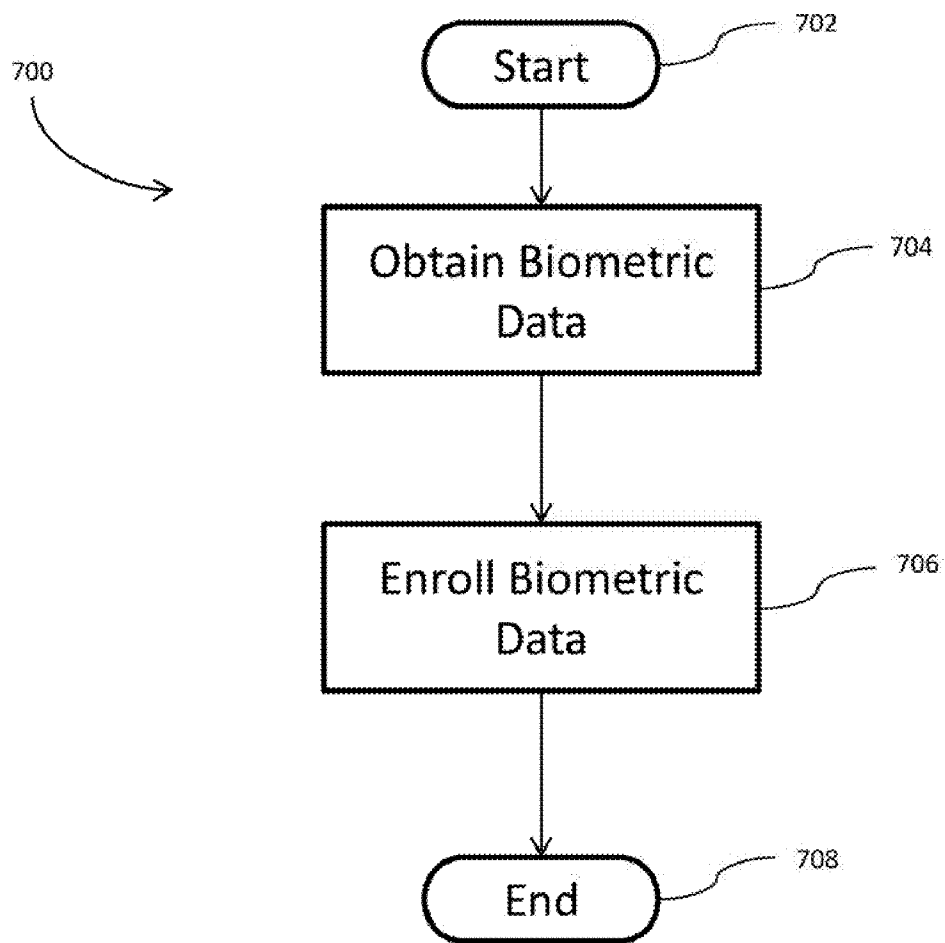 702
Start
700
Obtain Biometric
Data
704
Enroll Biometric
Data
706
End
708